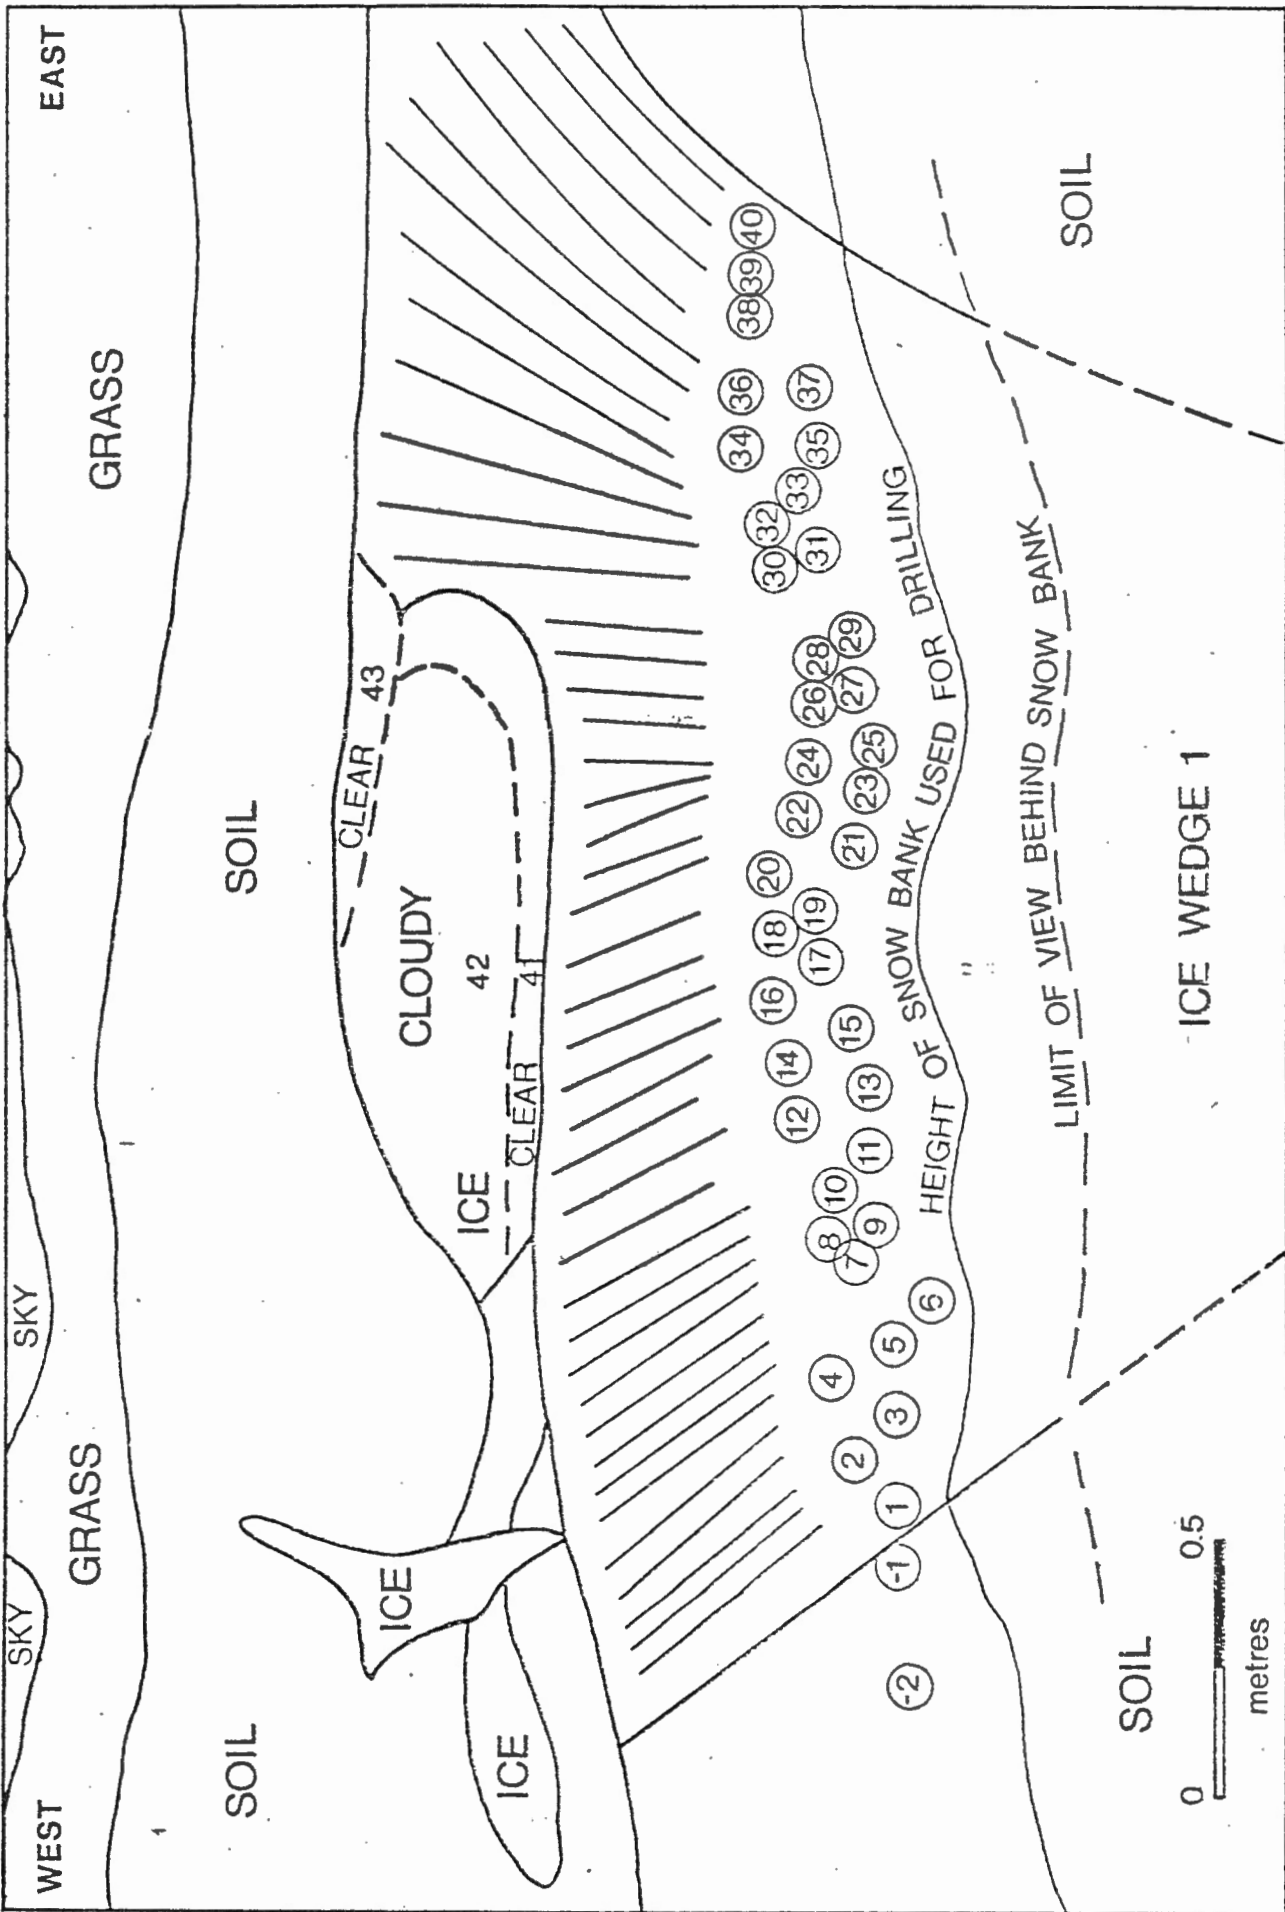 WEST
EAST
SKY
SKY
GRASS
GRASS
SOIL
SOIL
CLEAR
43
CLOUDY
42
ICE
CLEAR
41
ICE
ICE
-2
-1
1
2
3
4
5
6
7
8
9
10
11
12
13
14
15
16
17
18
19
20
21
22
23
24
25
26
27
28
29
30
31
32
33
34
35
36
37
38
39
40
HEIGHT OF SNOW BANK USED FOR DRILLING
LIMIT OF VIEW BEHIND SNOW BANK
SOIL
ICE WEDGE 1
SOIL
0
0.5
metres